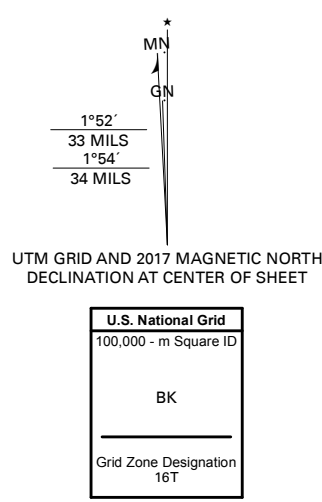 ★
MN
GN
1°52´
33 MILS
1°54´
34 MILS
UTM GRID AND 2017 MAGNETIC NORTH
DECLINATION AT CENTER OF SHEET
U.S. National Grid
100,000 - m Square ID
BK
Grid Zone Designation
16T